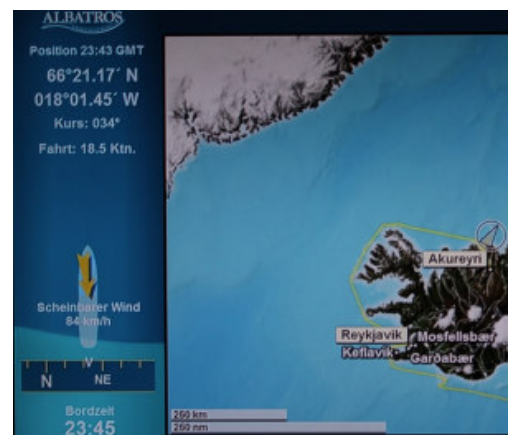 ALBATROS
Position 23:43 GMT
66°21.17´ N
018°01.45´ W
Kurs: 034°
Fahrt: 18.5 Ktn.
Scheinbarer Wind
84 km/h
N NE
Bordzeit
23:45
Akureyri
Reykjavik Mosfellsbær
Keflavik Garðabær
260 km
260 nm